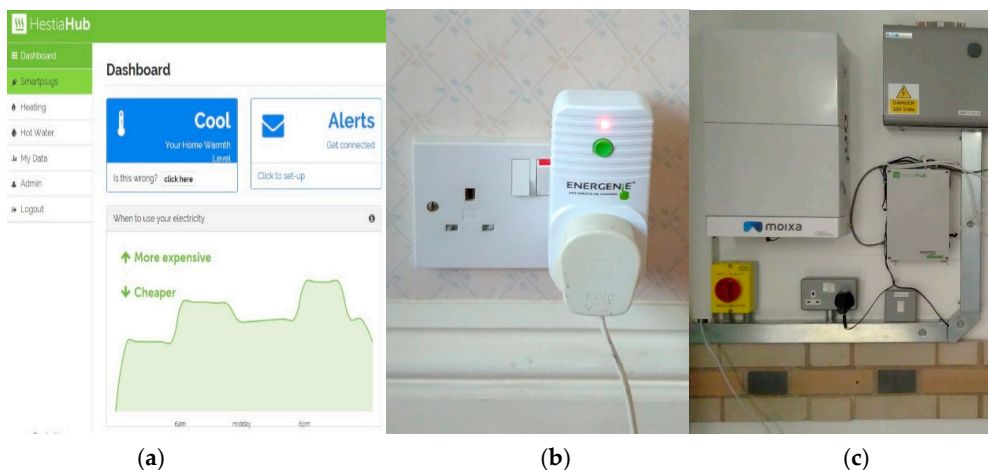 HestiaHub
Dashboard
Smartplugs
Heating
Hot Water
My Data
Admin
Logout
Dashboard
Cool
Your Home Warmth
Level
Is this wrong? click here
Alerts
Get connected
Click to set-up
When to use your electricity
More expensive
Cheaper
6am midday 6pm
ENERGENiE®
moixa
DANGER
HestiaHub
(a) (b) (c)